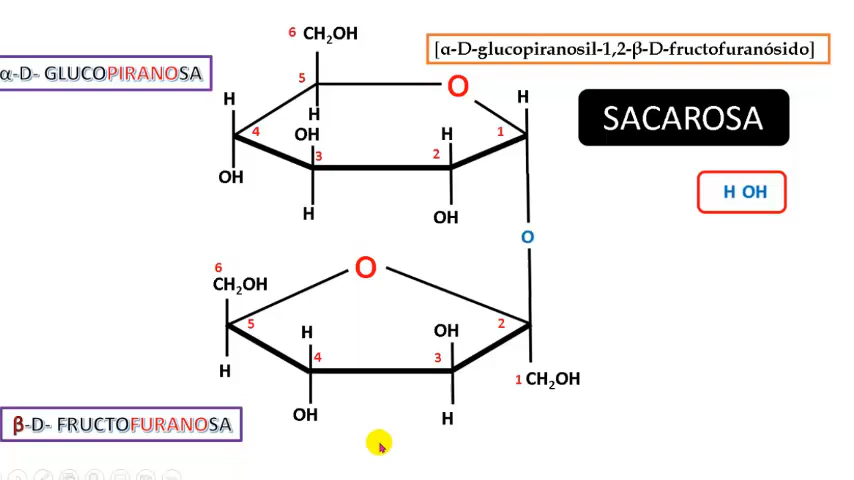 6 CH₂OH
[α-D-glucopiranosil-1,2-β-D-fructofuranósido]
α-D- GLUCOPIRANOSA
5
O
H
H
SACAROSA
H
OH
H
4
3
2
1
OH
H
OH
H OH
O
6
CH₂OH
O
5
H
OH
2
4
3
H
1 CH₂OH
OH
H
β-D- FRUCTOFURANOSA